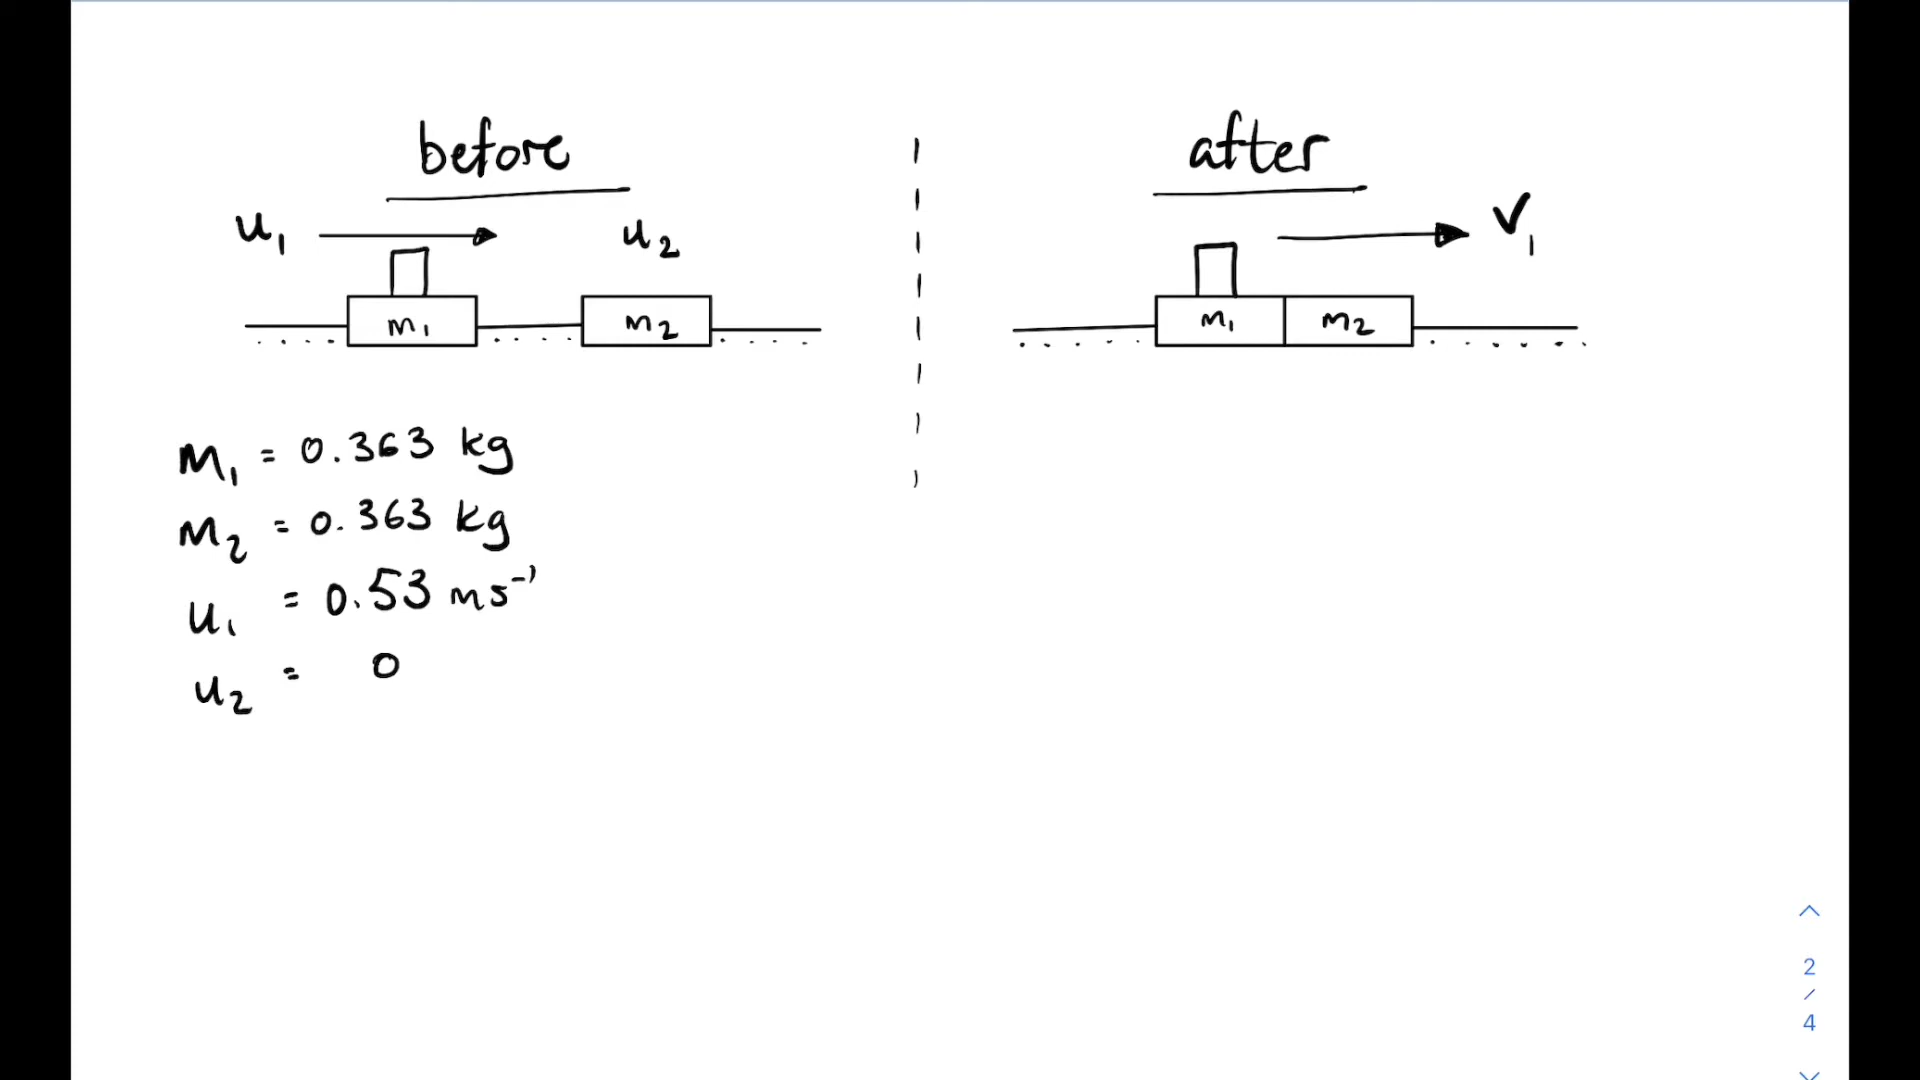 before
after
u₁
u₂
v₁
m₁
m₂
m₁
m₂
m₁ = 0.363 kg
m₂ = 0.363 kg
u₁ = 0.53 ms⁻¹
u₂ = 0
2
/
4